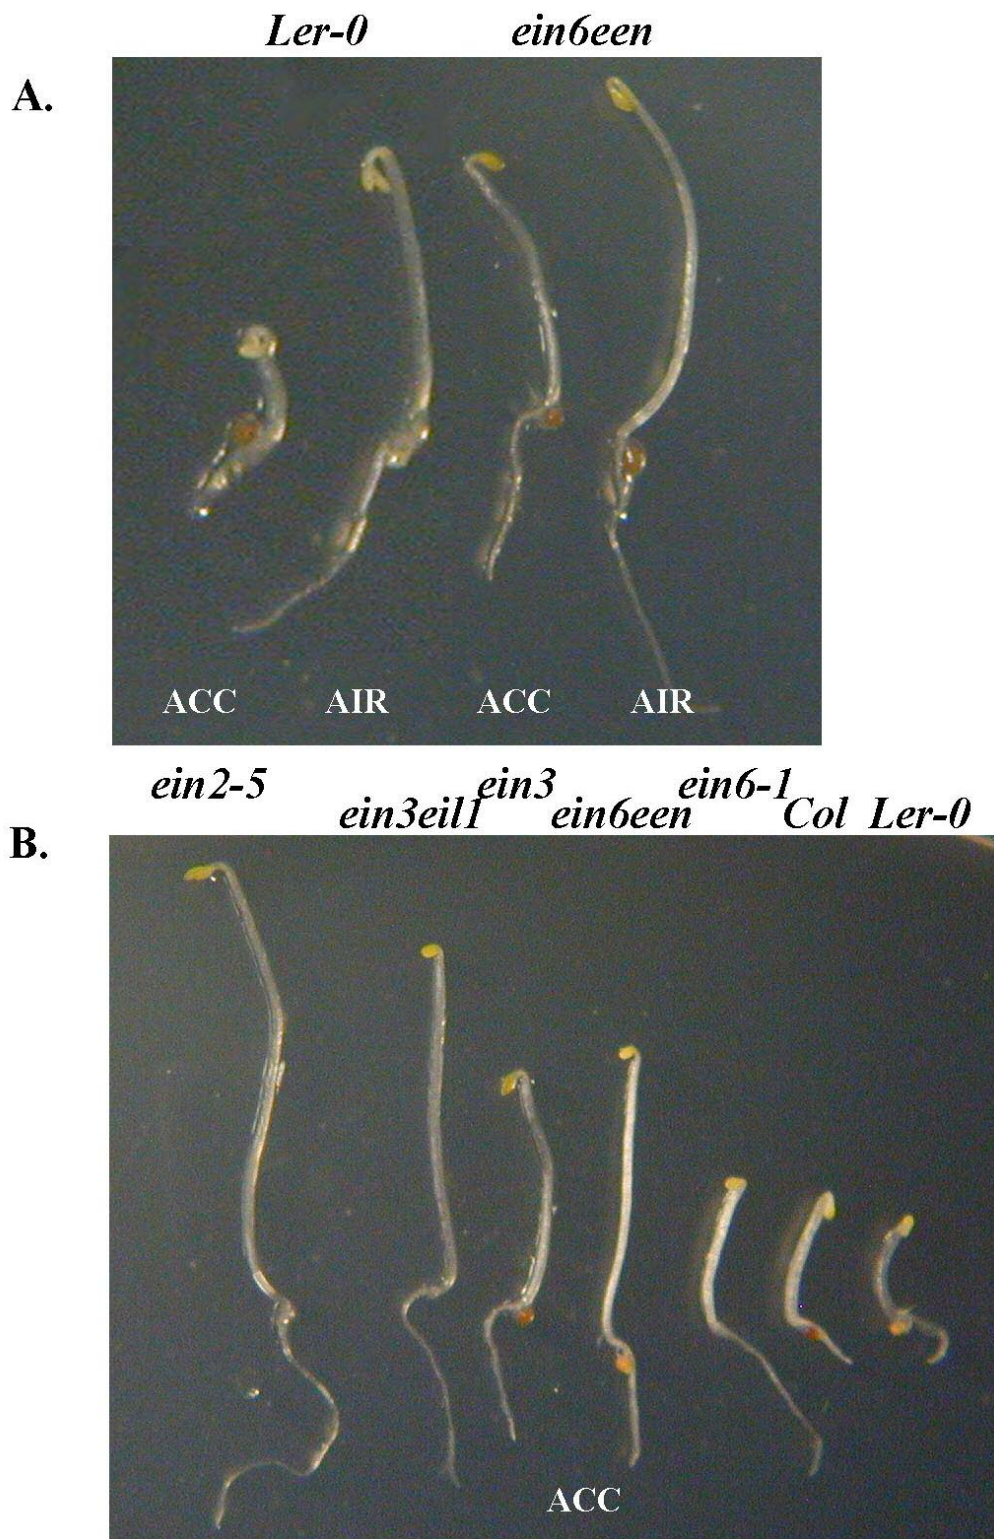 Ler-0 ein6een
A.
ACC AIR ACC AIR
ein2-5 ein3 ein6-1
ein3eil1 ein6een Col Ler-0
B.
ACC